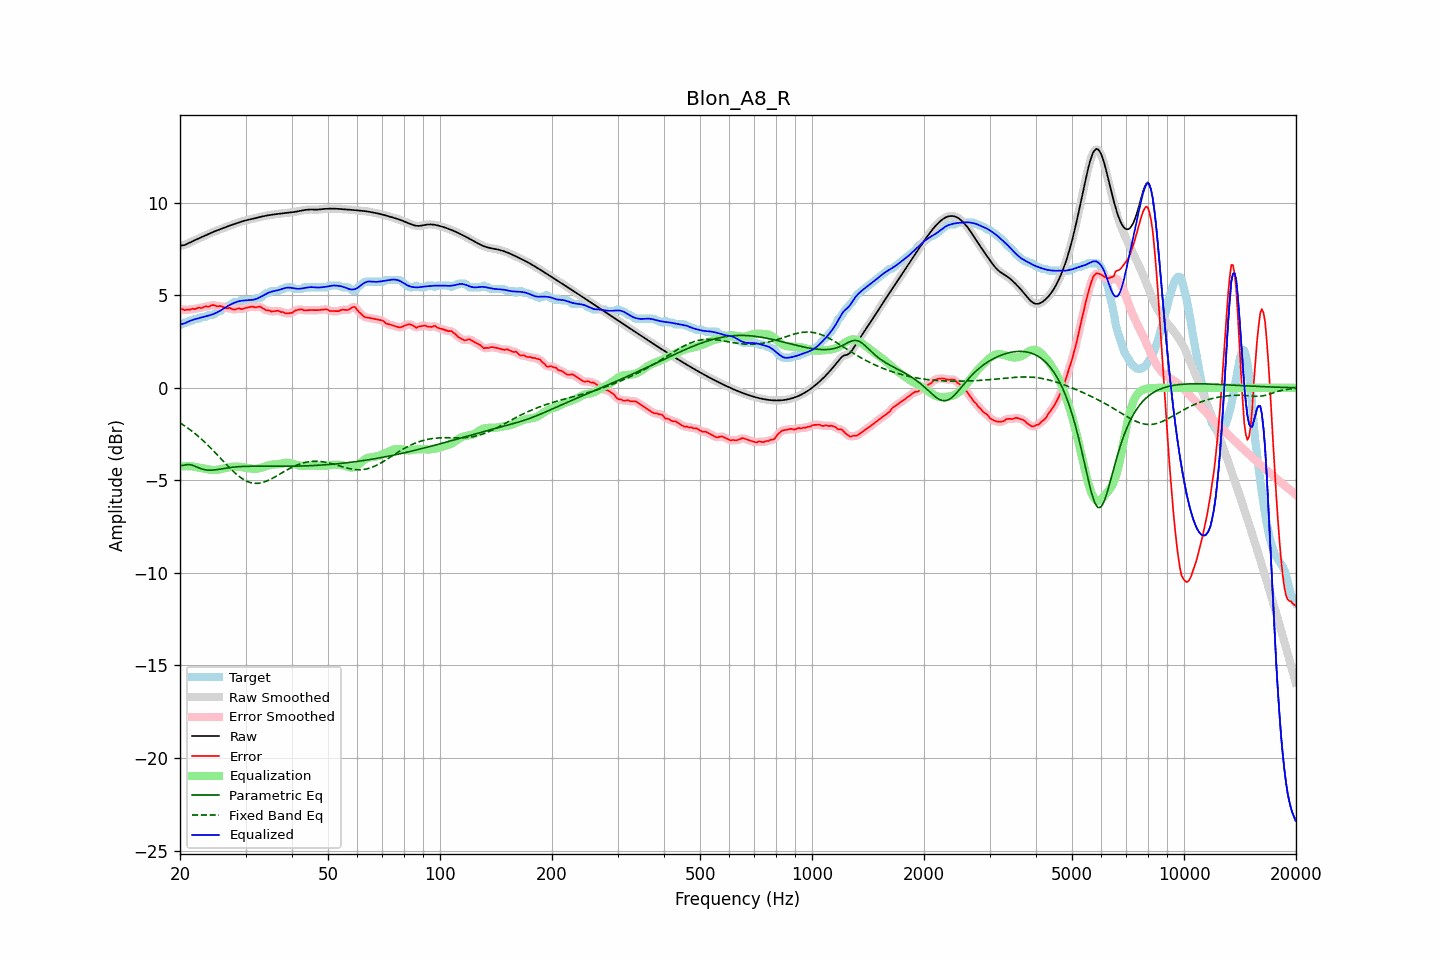 Blon_A8_R
Amplitude (dBr)
10
5
0
−5
−10
−15
−20
−25
Target
Raw Smoothed
Error Smoothed
Raw
Error
Equalization
Parametric Eq
Fixed Band Eq
Equalized
20 50 100 200 500 1000 2000 5000 10000 20000
Frequency (Hz)